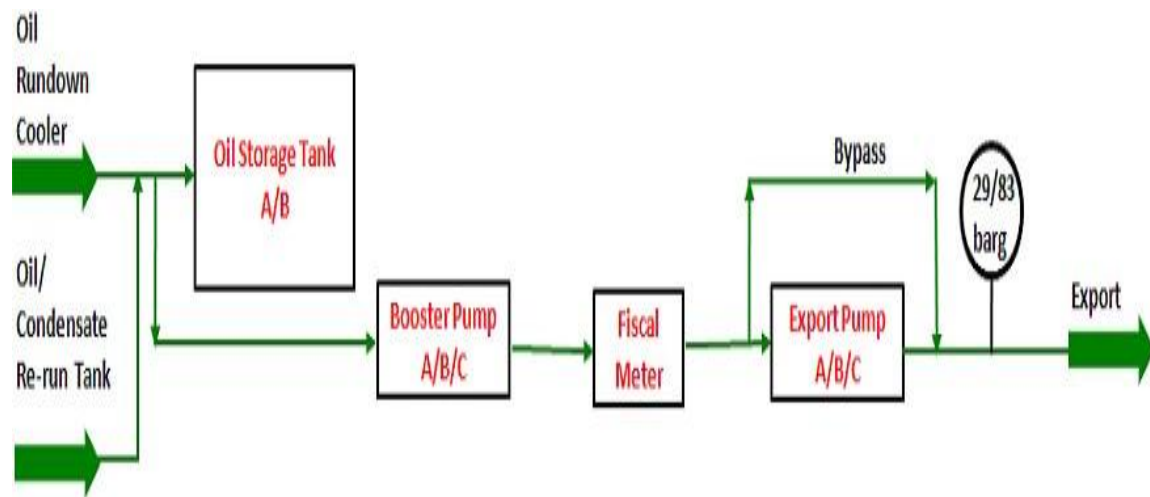 Oil
Rundown
Cooler
Oil Storage Tank
A/B
Oil/
Condensate
Re-run Tank
Booster Pump
A/B/C
Fiscal
Meter
Bypass
Export Pump
A/B/C
29/83
barg
Export